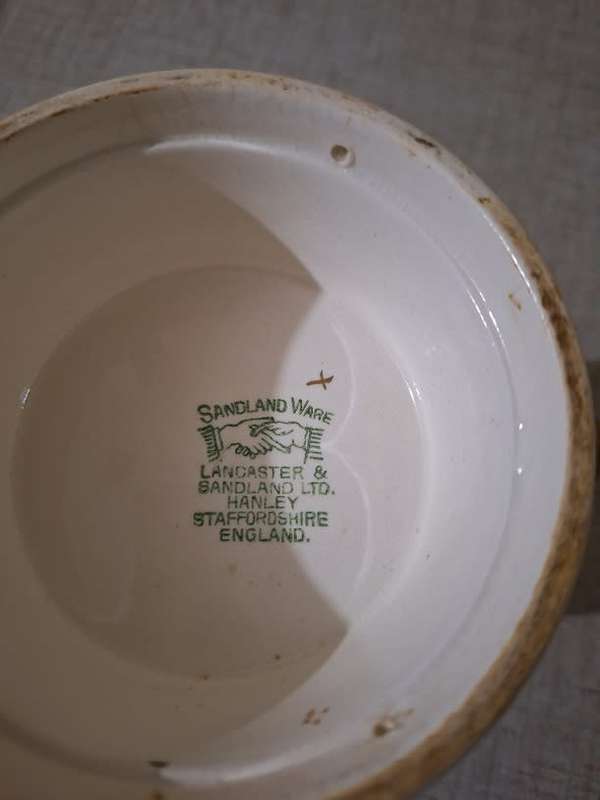 SANDLAND WARE
LANCASTER &
SANDLAND LTD.
HANLEY
STAFFORDSHIRE
ENGLAND.